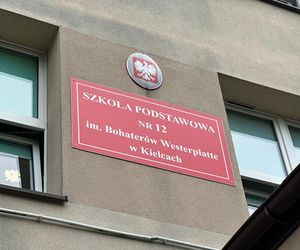 SZKOŁA PODSTAWOWA
NR 12
im. Bohaterów Westerplatte
w Kielcach